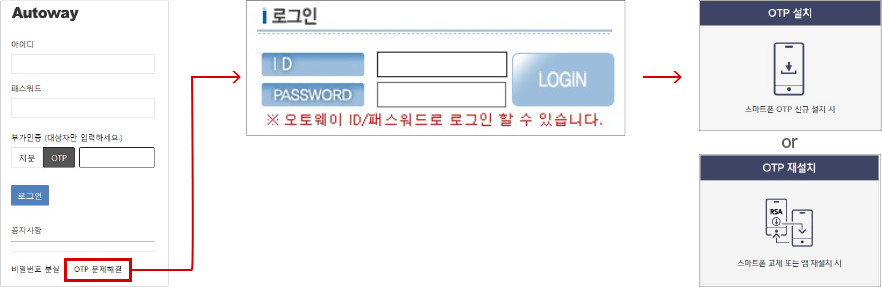 Autoway
아이디
패스워드
부가인증 (대상자만 입력하세요.)
지문 OTP
로그인
공지사항
비밀번호 분실 OTP 문제해결
로그인
ID
PASSWORD
LOGIN
※ 오토웨이 ID/패스워드로 로그인 할 수 있습니다.
OTP 설치
스마트폰 OTP 신규 설치 시
or
OTP 재설치
RSA
스마트폰 교체 또는 앱 재설치 시